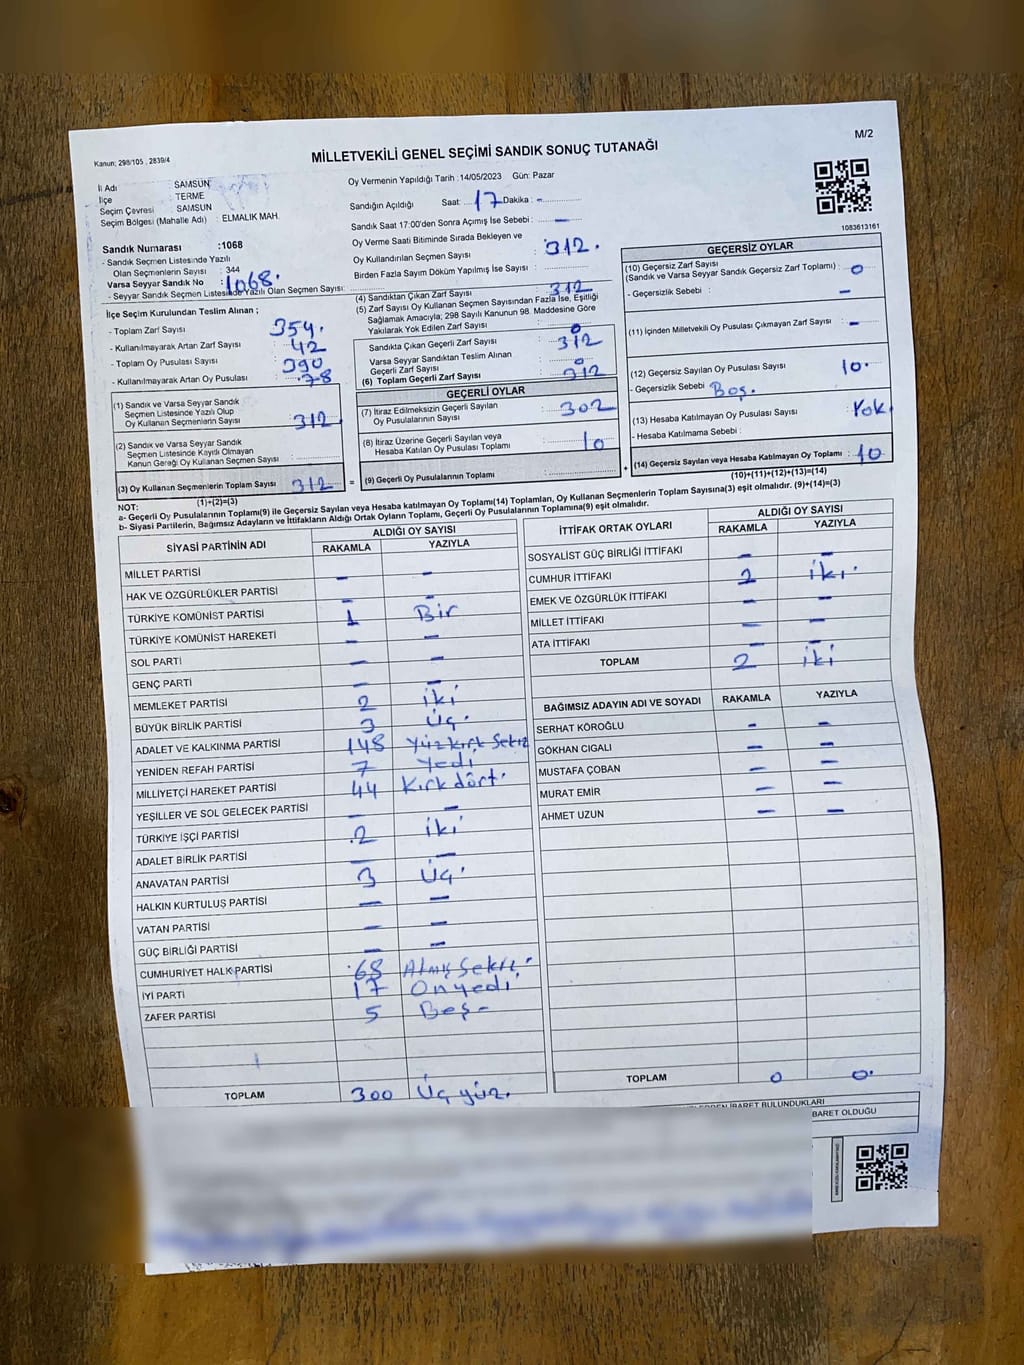 Kanun; 298/105 , 2839/4
M/2
MİLLETVEKİLİ GENEL SEÇİMİ SANDIK SONUÇ TUTANAĞI
İl Adı : SAMSUN
İlçe : TERME
Seçim Çevresi : SAMSUN
Seçim Bölgesi (Mahalle Adı) : ELMALIK MAH.
Sandık Numarası :1068
- Sandık Seçmen Listesinde Yazılı
Olan Seçmenlerin Sayısı : 344
Varsa Seyyar Sandık No : 1068.
- Seyyar Sandık Seçmen Listesinde Yazılı Olan Seçmen Sayısı:
Oy Vermenin Yapıldığı Tarih :14/05/2023 Gün: Pazar
Sandığın Açıldığı Saat: 17 Dakika : -
Sandık Saat 17:00'den Sonra Açımış İse Sebebi: -
Oy Verme Saati Bitiminde Sırada Bekleyen ve
Oy Kullandırılan Seçmen Sayısı : 312.
Birden Fazla Sayım Döküm Yapılmış İse Sayısı :
(4) Sandıktan Çıkan Zarf Sayısı : 312
(5) Zarf Sayısı Oy Kullanan Seçmen Sayısından Fazla İse, Eşitliği
Sağlamak Amacıyla; 298 Sayılı Kanunun 98. Maddesine Göre
Yakılarak Yok Edilen Zarf Sayısı : 0
1083613161
İlçe Seçim Kurulundan Teslim Alınan ;
- Toplam Zarf Sayısı : 354.
- Kullanılmayarak Artan Zarf Sayısı : 42
- Toplam Oy Pusulası Sayısı : 390
- Kullanılmayarak Artan Oy Pusulası : 78
(1) Sandık ve Varsa Seyyar Sandık
Seçmen Listesinde Yazılı Olup
Oy Kullanan Seçmenlerin Sayısı : 312
(2) Sandık ve Varsa Seyyar Sandık
Seçmen Listesinde Kayıtlı Olmayan
Kanun Gereği Oy Kullanan Seçmen Sayısı :
(3) Oy Kullanan Seçmenlerin Toplam Sayısı : 312
(1)+(2)=(3)
Sandıkta Çıkan Geçerli Zarf Sayısı : 312
Varsa Seyyar Sandıktan Teslim Alınan
Geçerli Zarf Sayısı : 0
(6) Toplam Geçerli Zarf Sayısı : 312
GEÇERLİ OYLAR
(7) İtiraz Edilmeksizin Geçerli Sayılan
Oy Pusulalarının Sayısı : 302
(8) İtiraz Üzerine Geçerli Sayılan veya
Hesaba Katılan Oy Pusulası Toplamı : 10
= (9) Geçerli Oy Pusulalarının Toplamı : +
GEÇERSİZ OYLAR
(10) Geçersiz Zarf Sayısı
(Sandık ve Varsa Seyyar Sandık Geçersiz Zarf Toplamı) : 0
- Geçersizlik Sebebi : -
(11) İçinden Milletvekili Oy Pusulası Çıkmayan Zarf Sayısı : -
(12) Geçersiz Sayılan Oy Pusulası Sayısı : 10.
- Geçersizlik Sebebi : Boş.
(13) Hesaba Katılmayan Oy Pusulası Sayısı : Yok
- Hesaba Katılmama Sebebi :
(14) Geçersiz Sayılan veya Hesaba Katılmayan Oy Toplamı : 10
(10)+(11)+(12)+(13)=(14)
NOT:
a- Geçerli Oy Pusulalarının Toplamı(9) ile Geçersiz Sayılan veya Hesaba katılmayan Oy Toplamı(14) Toplamları, Oy Kullanan Seçmenlerin Toplam Sayısına(3) eşit olmalıdır. (9)+(14)=(3)
b- Siyasi Partilerin, Bağımsız Adayların ve İttifakların Aldığı Ortak Oyların Toplamı, Geçerli Oy Pusulalarının Toplamına(9) eşit olmalıdır.
SİYASİ PARTİNİN ADI ALDIĞI OY SAYISI
RAKAMLA YAZIYLA
MİLLET PARTİSİ - -
HAK VE ÖZGÜRLÜKLER PARTİSİ - -
TÜRKİYE KOMÜNİST PARTİSİ 1 Bir
TÜRKİYE KOMÜNİST HAREKETİ - -
SOL PARTİ - -
GENÇ PARTİ - -
MEMLEKET PARTİSİ 2 iki
BÜYÜK BİRLİK PARTİSİ 3 Üç.
ADALET VE KALKINMA PARTİSİ 148 Yüzkırk Sekiz
YENİDEN REFAH PARTİSİ 7 Yedi
MİLLİYETÇİ HAREKET PARTİSİ 44 Kırk dört.
YEŞİLLER VE SOL GELECEK PARTİSİ - -
TÜRKİYE İŞÇİ PARTİSİ 2 iki
ADALET BİRLİK PARTİSİ - -
ANAVATAN PARTİSİ 3 Üç.
HALKIN KURTULUŞ PARTİSİ - -
VATAN PARTİSİ - -
GÜÇ BİRLİĞİ PARTİSİ - -
CUMHURİYET HALK PARTİSİ 68 Atmış Sekiz.
İYİ PARTİ 17 Onyedi
ZAFER PARTİSİ 5 Beş-
TOPLAM 300 Üç yüz.
İTTİFAK ORTAK OYLARI ALDIĞI OY SAYISI
RAKAMLA YAZIYLA
SOSYALİST GÜÇ BİRLİĞİ İTTİFAKI - -
CUMHUR İTTİFAKI 2 iki.
EMEK VE ÖZGÜRLÜK İTTİFAKI - -
MİLLET İTTİFAKI - -
ATA İTTİFAKI - -
TOPLAM 2 iki
BAĞIMSIZ ADAYIN ADI VE SOYADI RAKAMLA YAZIYLA
SERHAT KÖROĞLU - -
GÖKHAN CIGALI - -
MUSTAFA ÇOBAN - -
MURAT EMİR - -
AHMET UZUN - -
TOPLAM 0 0.
İBARET BULUNDUKLARI
BARET OLDUĞU